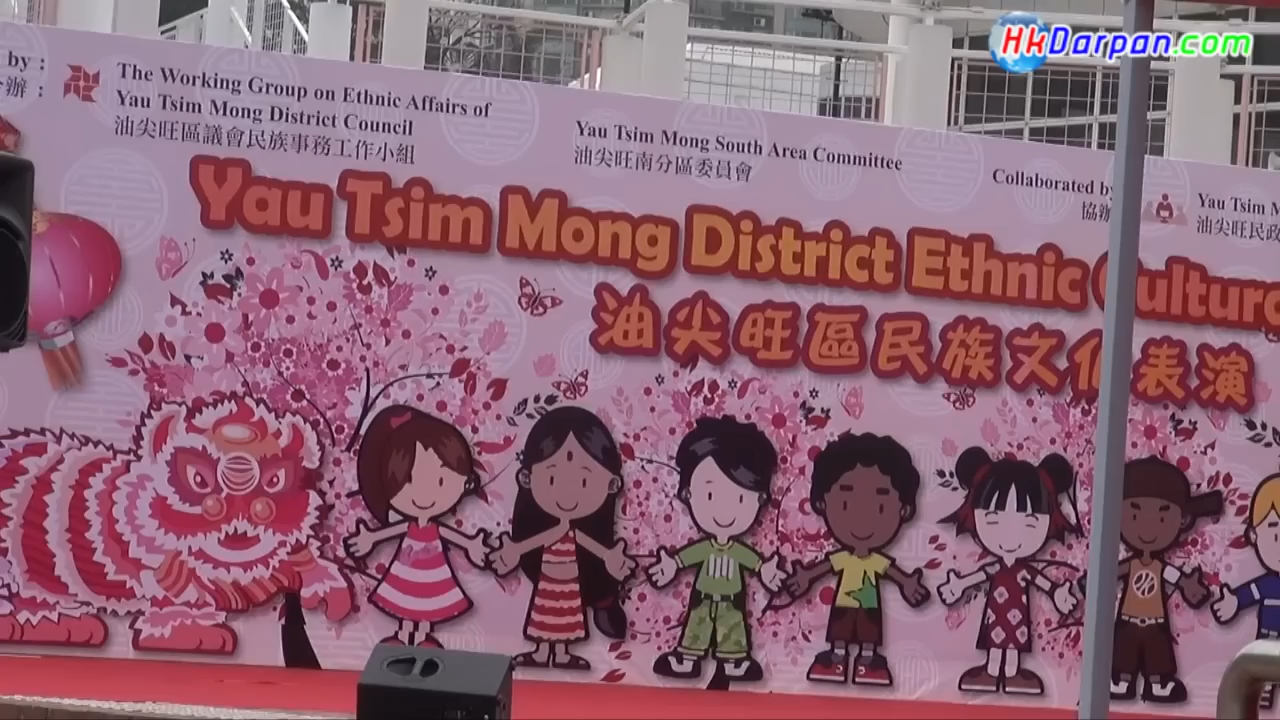 HkDarpan.com
by :
辦 :
The Working Group on Ethnic Affairs of
Yau Tsim Mong District Council
油尖旺區議會民族事務工作小組
Yau Tsim Mong South Area Committee
油尖旺南分區委員會
Collaborated by
協辦
Yau Tsim M
油尖旺民政
Yau Tsim Mong District Ethnic Cultura
油尖旺區民族文化表演